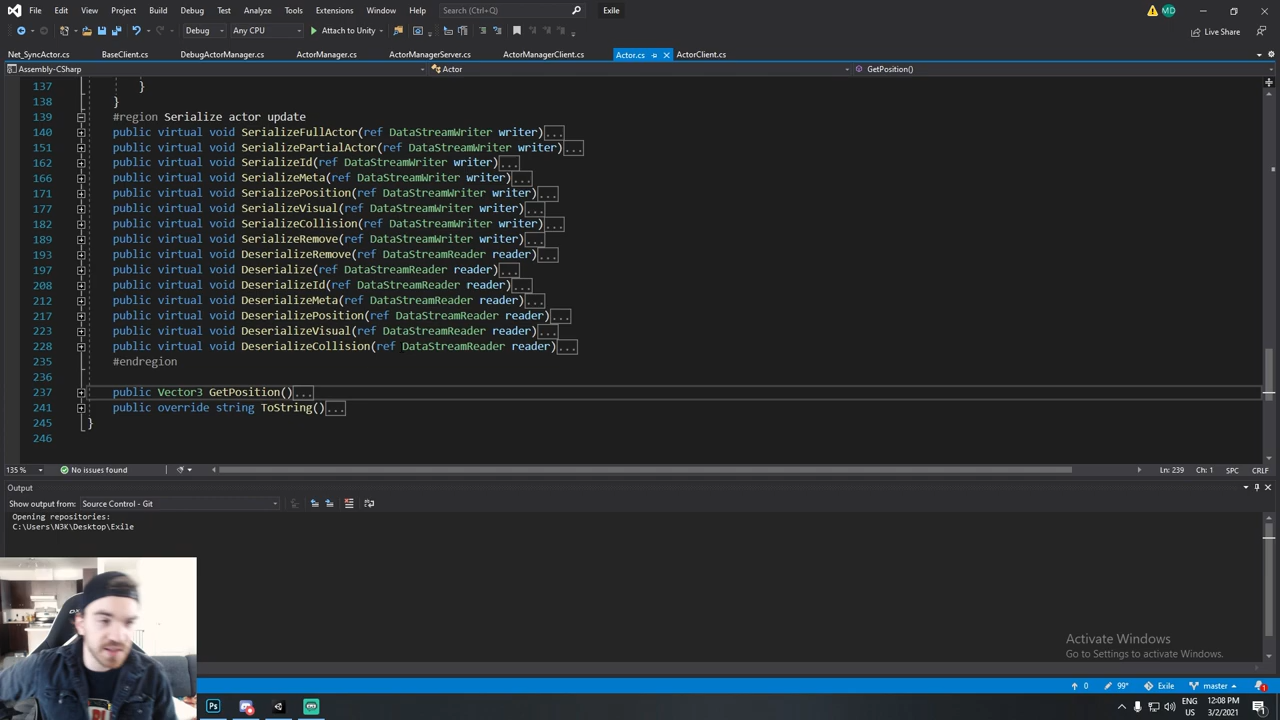 File Edit View Git Project Build Debug Test Analyze Tools Extensions Window Help Search (Ctrl+Q) Exile MD
Debug Any CPU Attach to Unity Live Share
Net_SyncActor.cs BaseClient.cs DebugActorManager.cs ActorManager.cs ActorManagerServer.cs ActorManagerClient.cs Actor.cs ActorClient.cs
Assembly-CSharp Actor GetPosition()
137 }
138 }
139 #region Serialize actor update
140 public virtual void SerializeFullActor(ref DataStreamWriter writer)...
151 public virtual void SerializePartialActor(ref DataStreamWriter writer)...
162 public virtual void SerializeId(ref DataStreamWriter writer)...
166 public virtual void SerializeMeta(ref DataStreamWriter writer)...
171 public virtual void SerializePosition(ref DataStreamWriter writer)...
177 public virtual void SerializeVisual(ref DataStreamWriter writer)...
182 public virtual void SerializeCollision(ref DataStreamWriter writer)...
189 public virtual void SerializeRemove(ref DataStreamWriter writer)...
193 public virtual void DeserializeRemove(ref DataStreamReader reader)...
197 public virtual void Deserialize(ref DataStreamReader reader)...
208 public virtual void DeserializeId(ref DataStreamReader reader)...
212 public virtual void DeserializeMeta(ref DataStreamReader reader)...
217 public virtual void DeserializePosition(ref DataStreamReader reader)...
223 public virtual void DeserializeVisual(ref DataStreamReader reader)...
228 public virtual void DeserializeCollision(ref DataStreamReader reader)...
235 #endregion
236
237 public Vector3 GetPosition()...
241 public override string ToString()...
245 }
246
135 % No issues found Ln: 239 Ch: 1 SPC CRLF
Output
Show output from: Source Control - Git
Opening repositories:
C:\Users\N3K\Desktop\Exile
Activate Windows
Go to Settings to activate Windows.
0 99* Exile master 1
Ps ENG 12:08 PM
US 3/2/2021 1